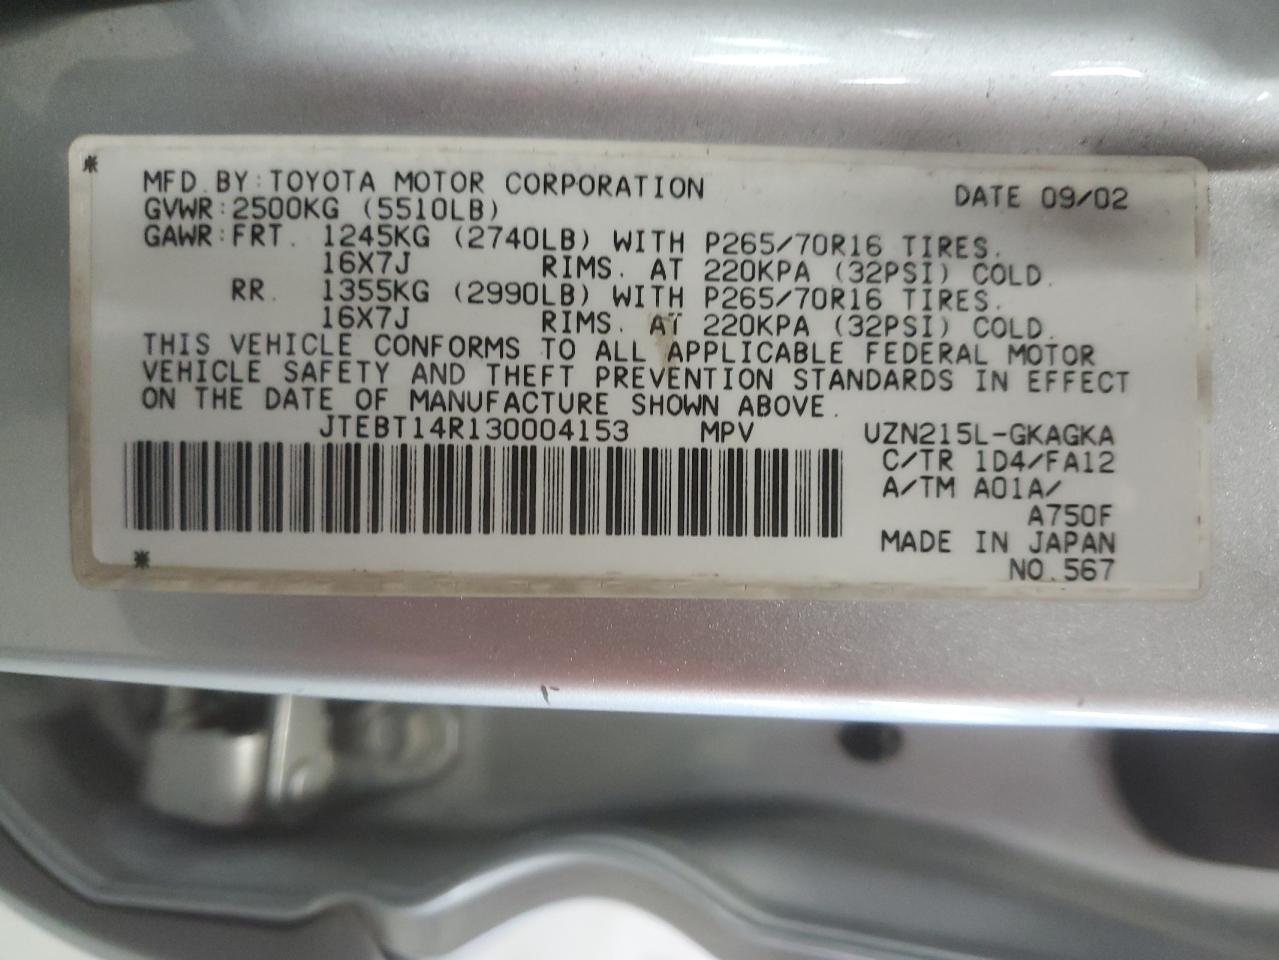 MFD. BY: TOYOTA MOTOR CORPORATION DATE 09/02
GVWR: 2500KG (5510LB)
GAWR: FRT. 1245KG (2740LB) WITH P265/70R16 TIRES.
16X7J RIMS. AT 220KPA (32PSI) COLD.
RR. 1355KG (2990LB) WITH P265/70R16 TIRES.
16X7J RIMS. AT 220KPA (32PSI) COLD.
THIS VEHICLE CONFORMS TO ALL APPLICABLE FEDERAL MOTOR
VEHICLE SAFETY AND THEFT PREVENTION STANDARDS IN EFFECT
ON THE DATE OF MANUFACTURE SHOWN ABOVE.
JTEBT14R130004153 MPV UZN215L-GKAGKA
C/TR 1D4/FA12
A/TM A01A/
A750F
MADE IN JAPAN
NO. 567